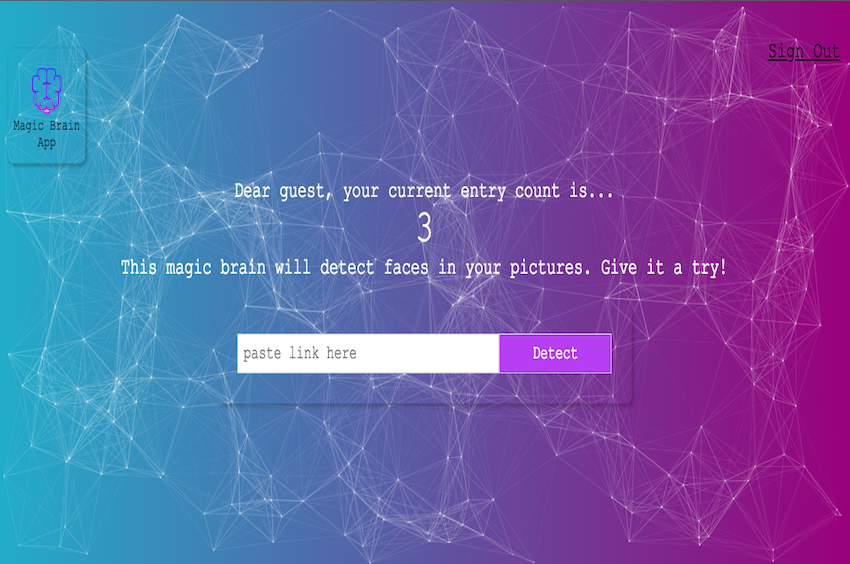 Sign Out
Magic Brain
App
Dear guest, your current entry count is...
3
This magic brain will detect faces in your pictures. Give it a try!
paste link here
Detect